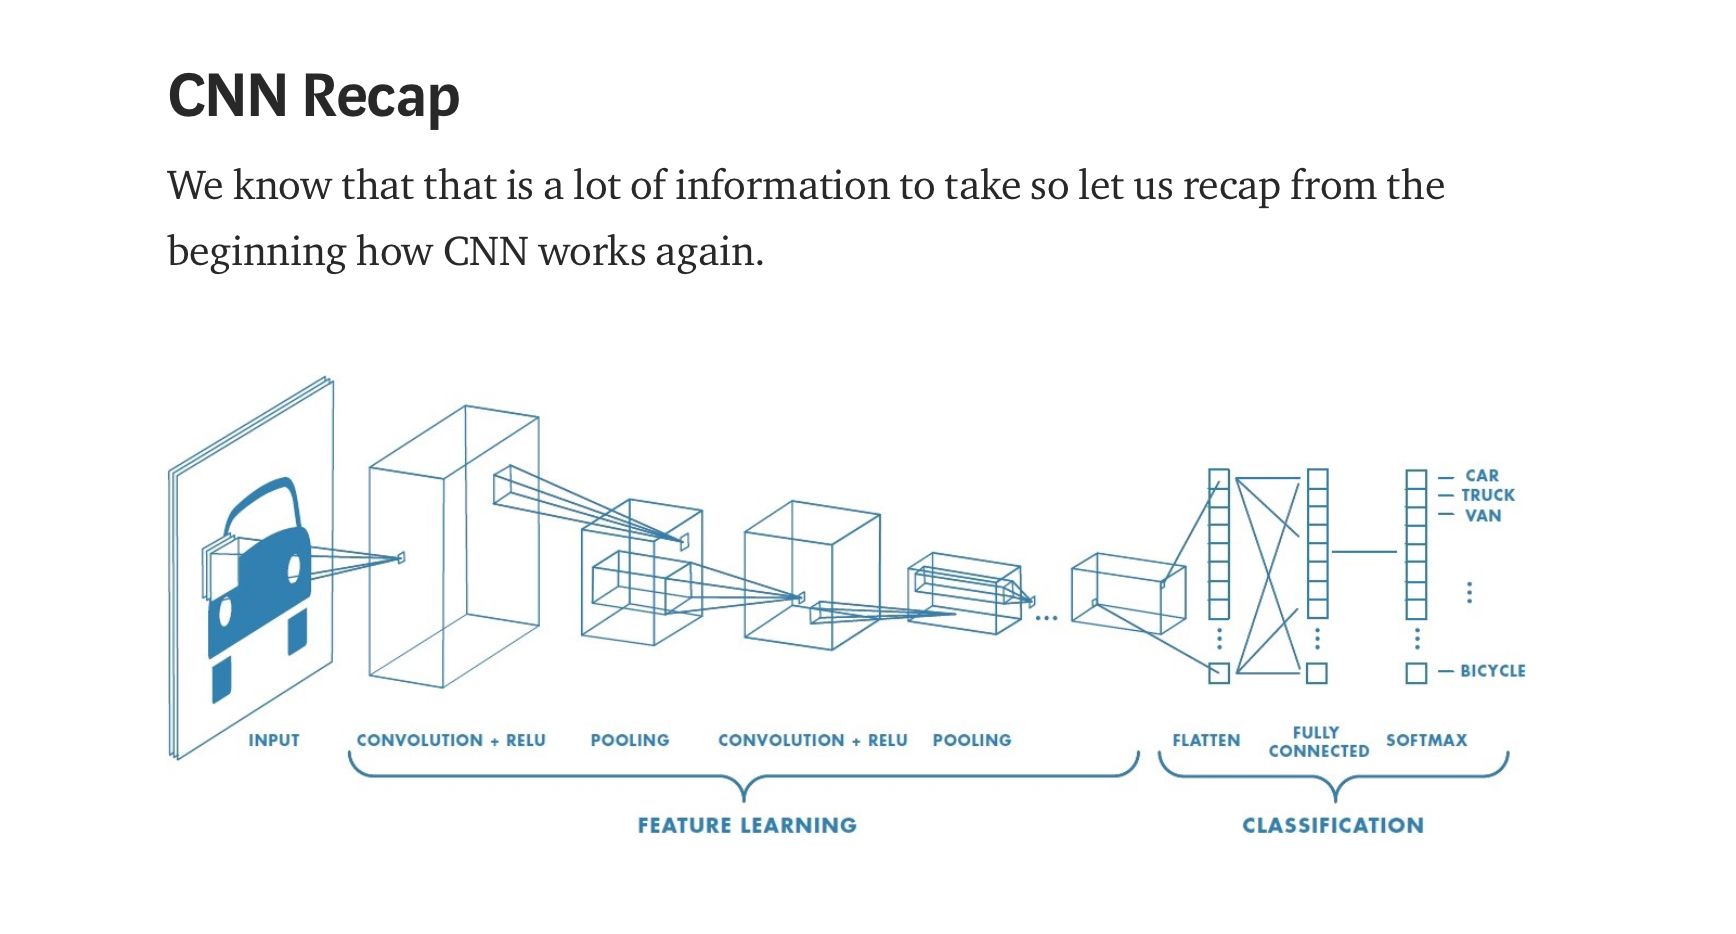 CNN Recap
We know that that is a lot of information to take so let us recap from the
beginning how CNN works again.
CAR
TRUCK
VAN
BICYCLE
INPUT
CONVOLUTION + RELU
POOLING
CONVOLUTION + RELU
POOLING
FLATTEN
FULLY
CONNECTED
SOFTMAX
FEATURE LEARNING
CLASSIFICATION